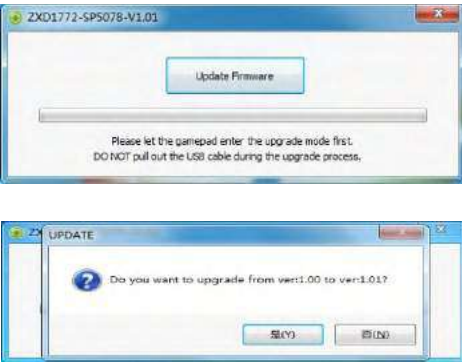 ZXD1772-SP5078-V1.01
Update Firmware
Please let the gamepad enter the upgrade mode first.
DO NOT pull out the USB cable during the upgrade process.
ZX
UPDATE
Do you want to upgrade from ver:1.00 to ver:1.01?
是(Y)
否(N)